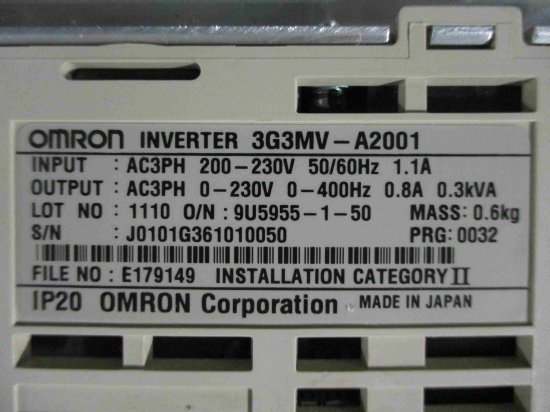 OMRON INVERTER 3G3MV-A2001
INPUT : AC3PH 200-230V 50/60Hz 1.1A
OUTPUT : AC3PH 0-230V 0-400Hz 0.8A 0.3kVA
LOT NO : 1110 O/N : 9U5955-1-50 MASS: 0.6kg
S/N : J0101G361010050 PRG: 0032
FILE NO : E179149 INSTALLATION CATEGORY II
IP20 OMRON Corporation MADE IN JAPAN